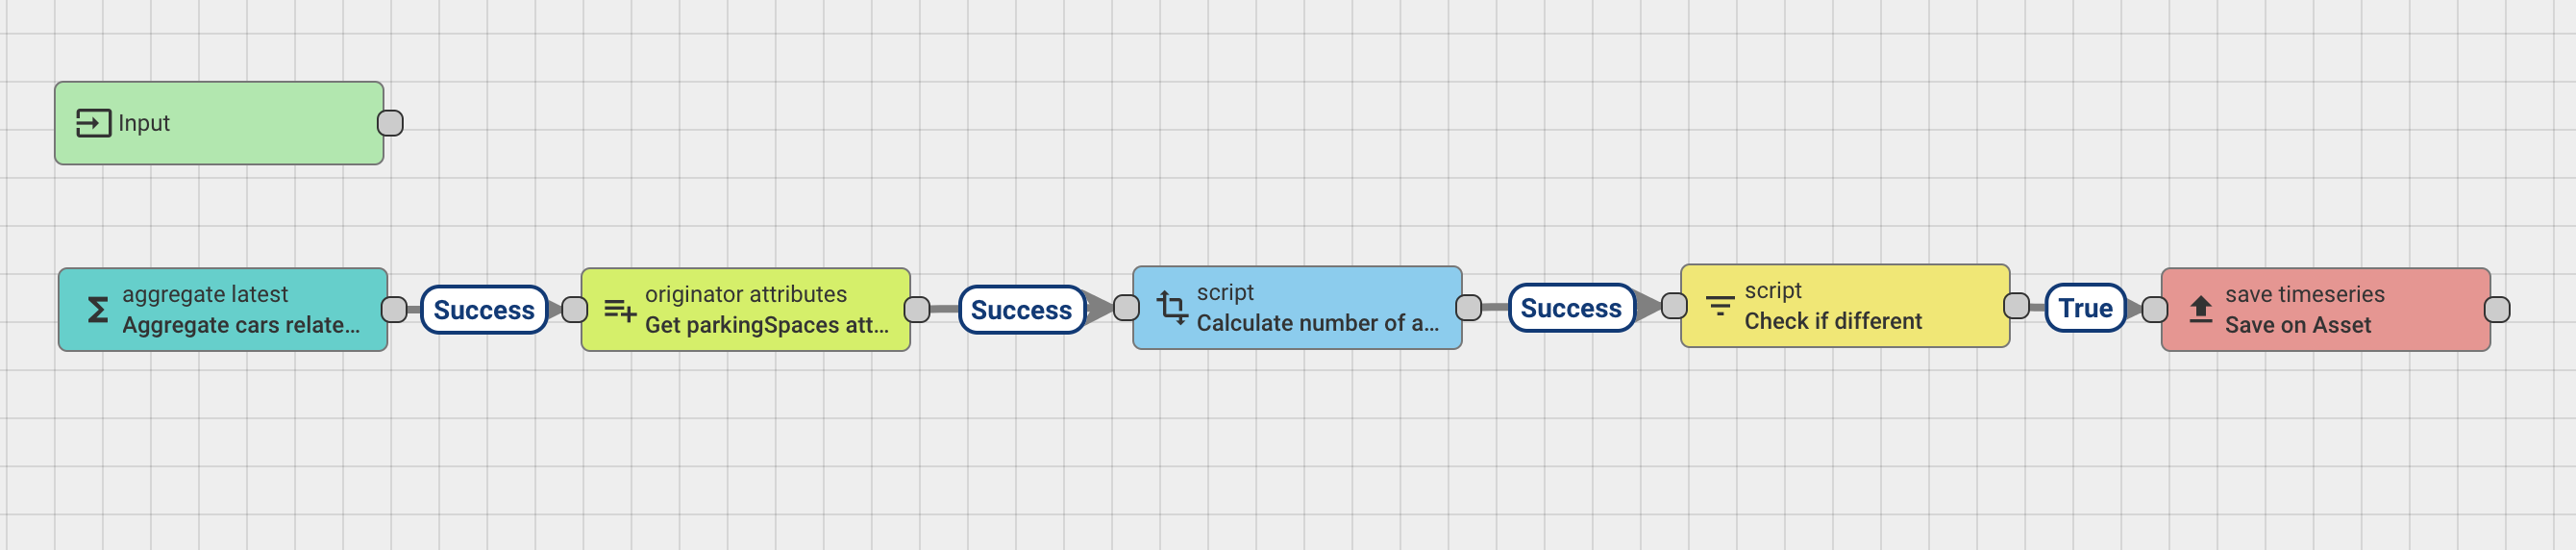 Input
aggregate latest
Aggregate cars relate...
Success
originator attributes
Get parkingSpaces att...
Success
script
Calculate number of a...
Success
script
Check if different
True
save timeseries
Save on Asset